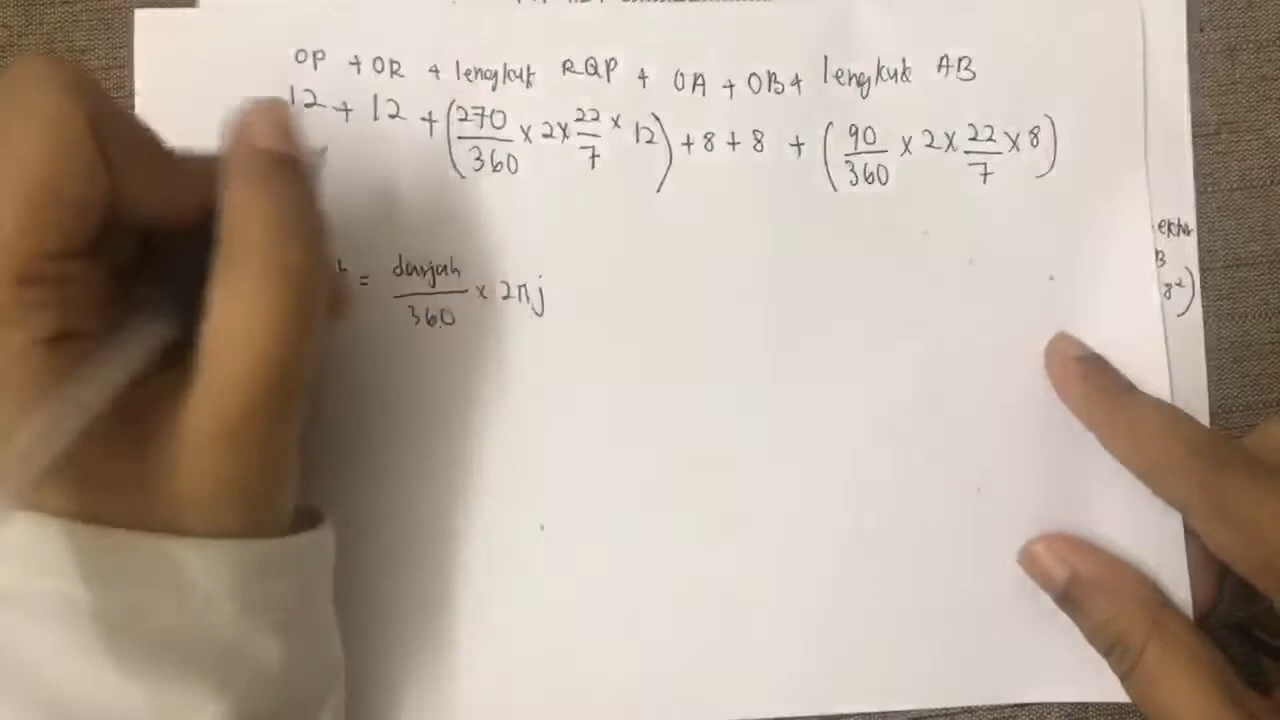 OP + OR + lengkuk RQP + OA + OB + lengkuk AB
12 + 12 + (270/360 × 2 × 22/7 × 12) + 8 + 8 + (90/360 × 2 × 22/7 × 8)
= darjah/360 × 2πj
B
8²)